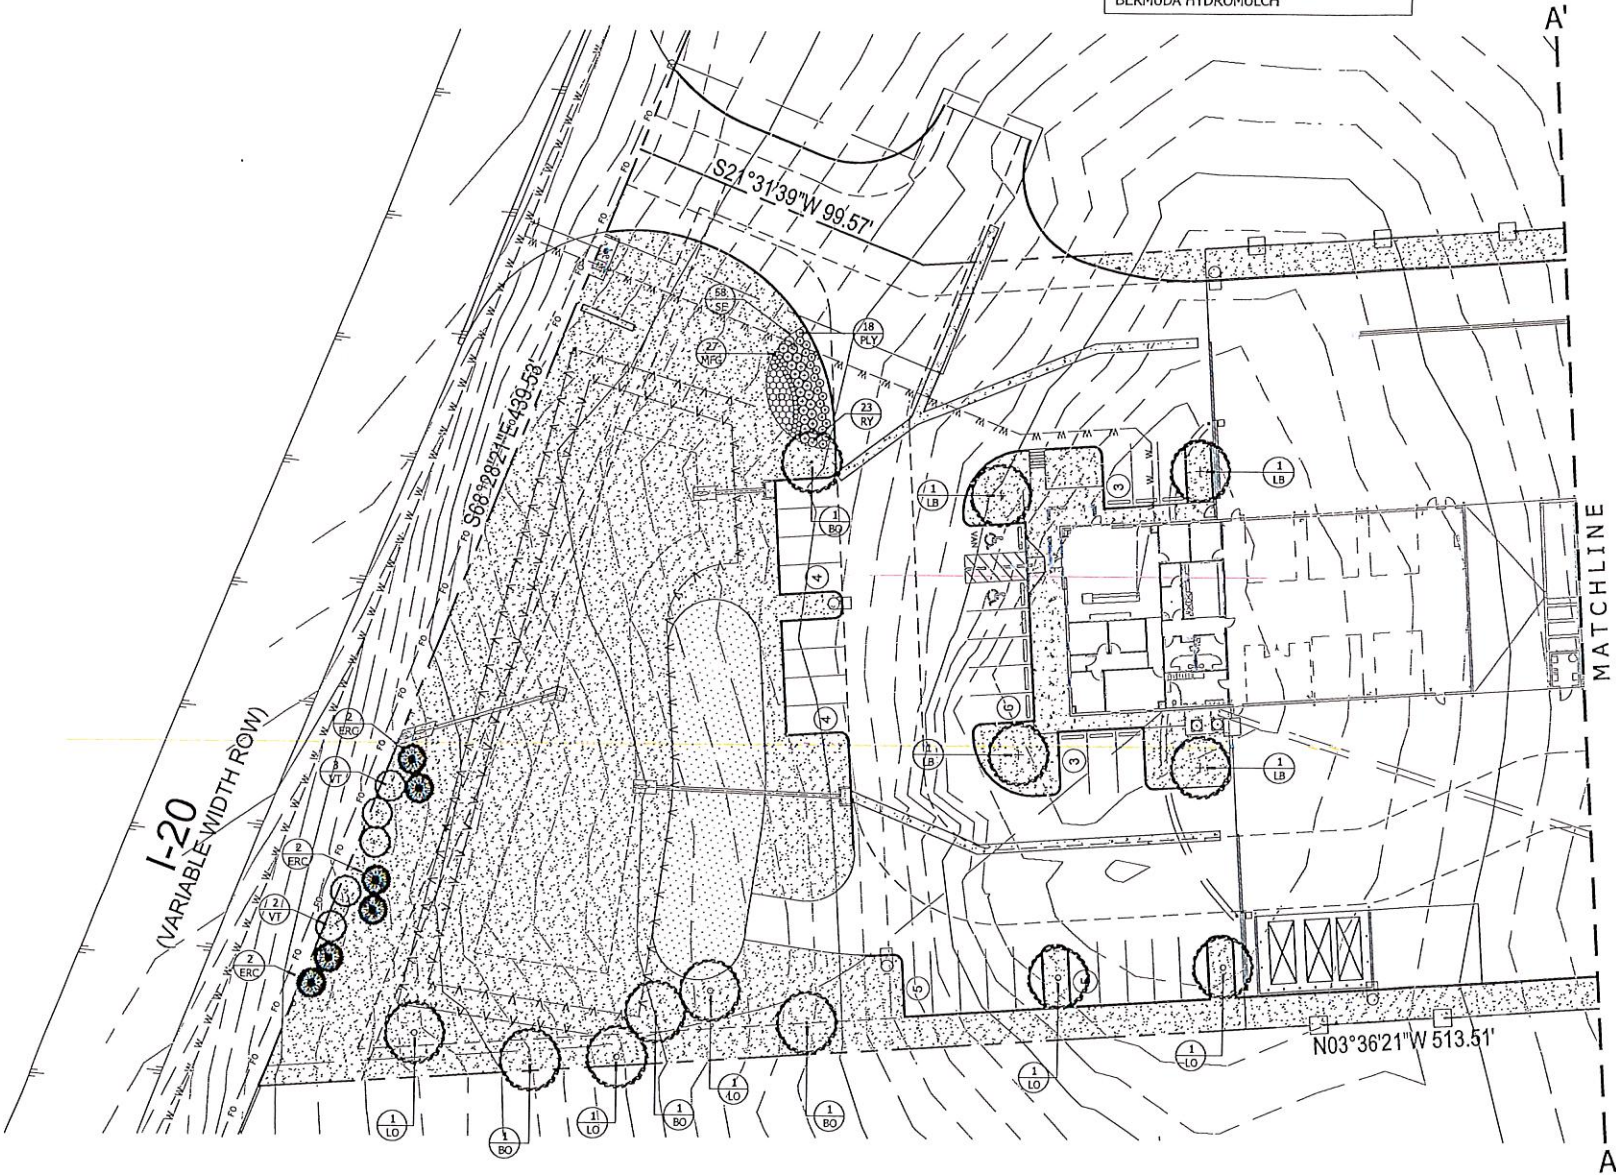 BERMUDA HYDROMULCH
A'
S21°31'39"W 99.57'
58
SE
18
PLY
27
MFG
23
RY
S68°28'21"E 439.53'
1
LB
1
LB
3
1
BO
VAN
4
4
6
2
ERC
3
VT
1
LB
3
1
LB
I-20
(VARIABLE WIDTH ROW)
MATCHLINE
2
ERC
2
VT
2
ERC
5
N03°36'21"W 513.51'
1
LO
1
LO
1
LO
1
BO
1
LO
1
BO
1
LO
1
BO
A
W
FO